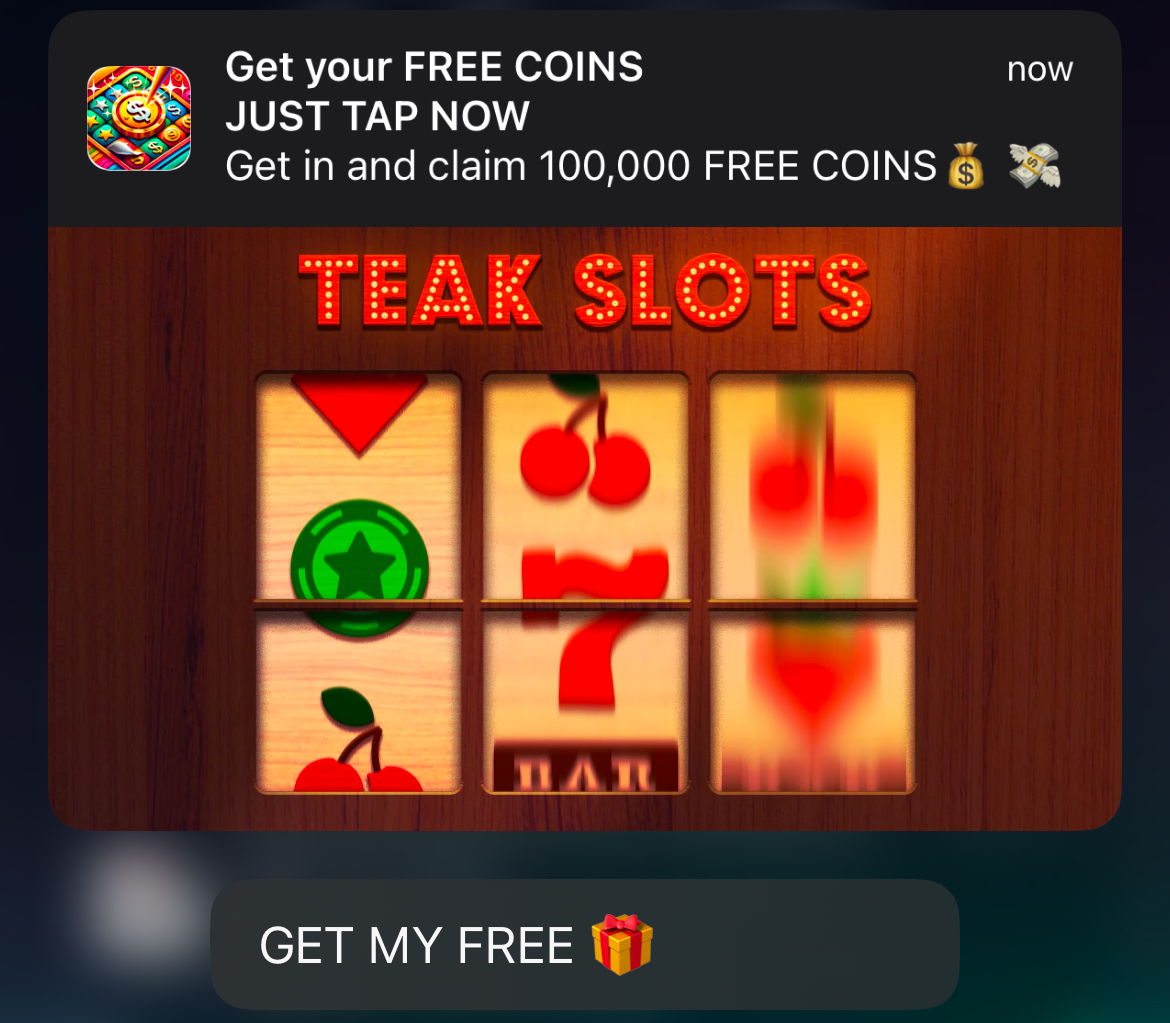 Get your FREE COINS
now
JUST TAP NOW
Get in and claim 100,000 FREE COINS💰 💸
TEAK SLOTS
7
BAR
GET MY FREE 🎁